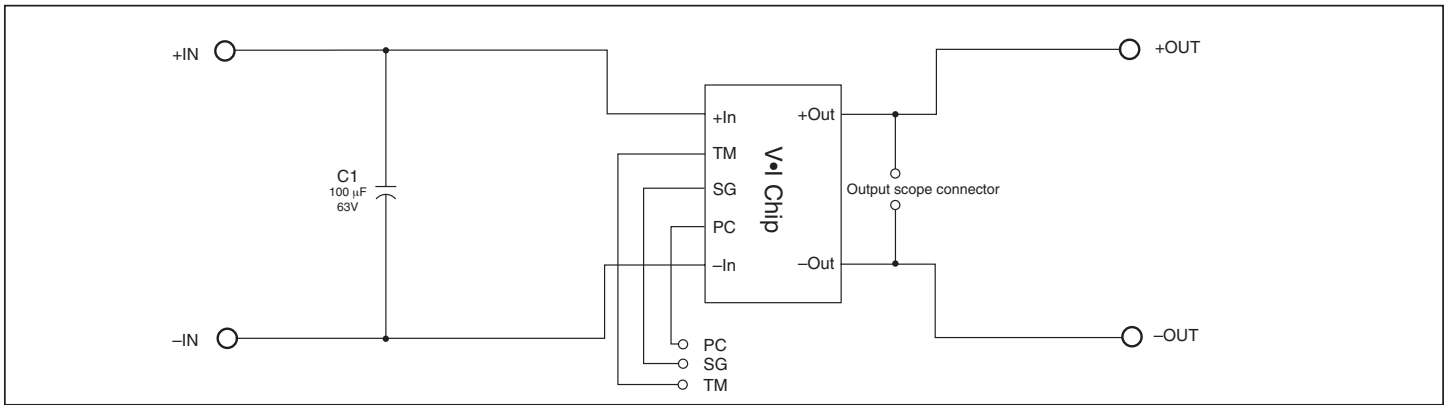 +IN
+OUT
+In
+Out
TM
C1
100 µF
63V
SG
V•I Chip
Output scope connector
PC
–In
–Out
–IN
–OUT
PC
SG
TM